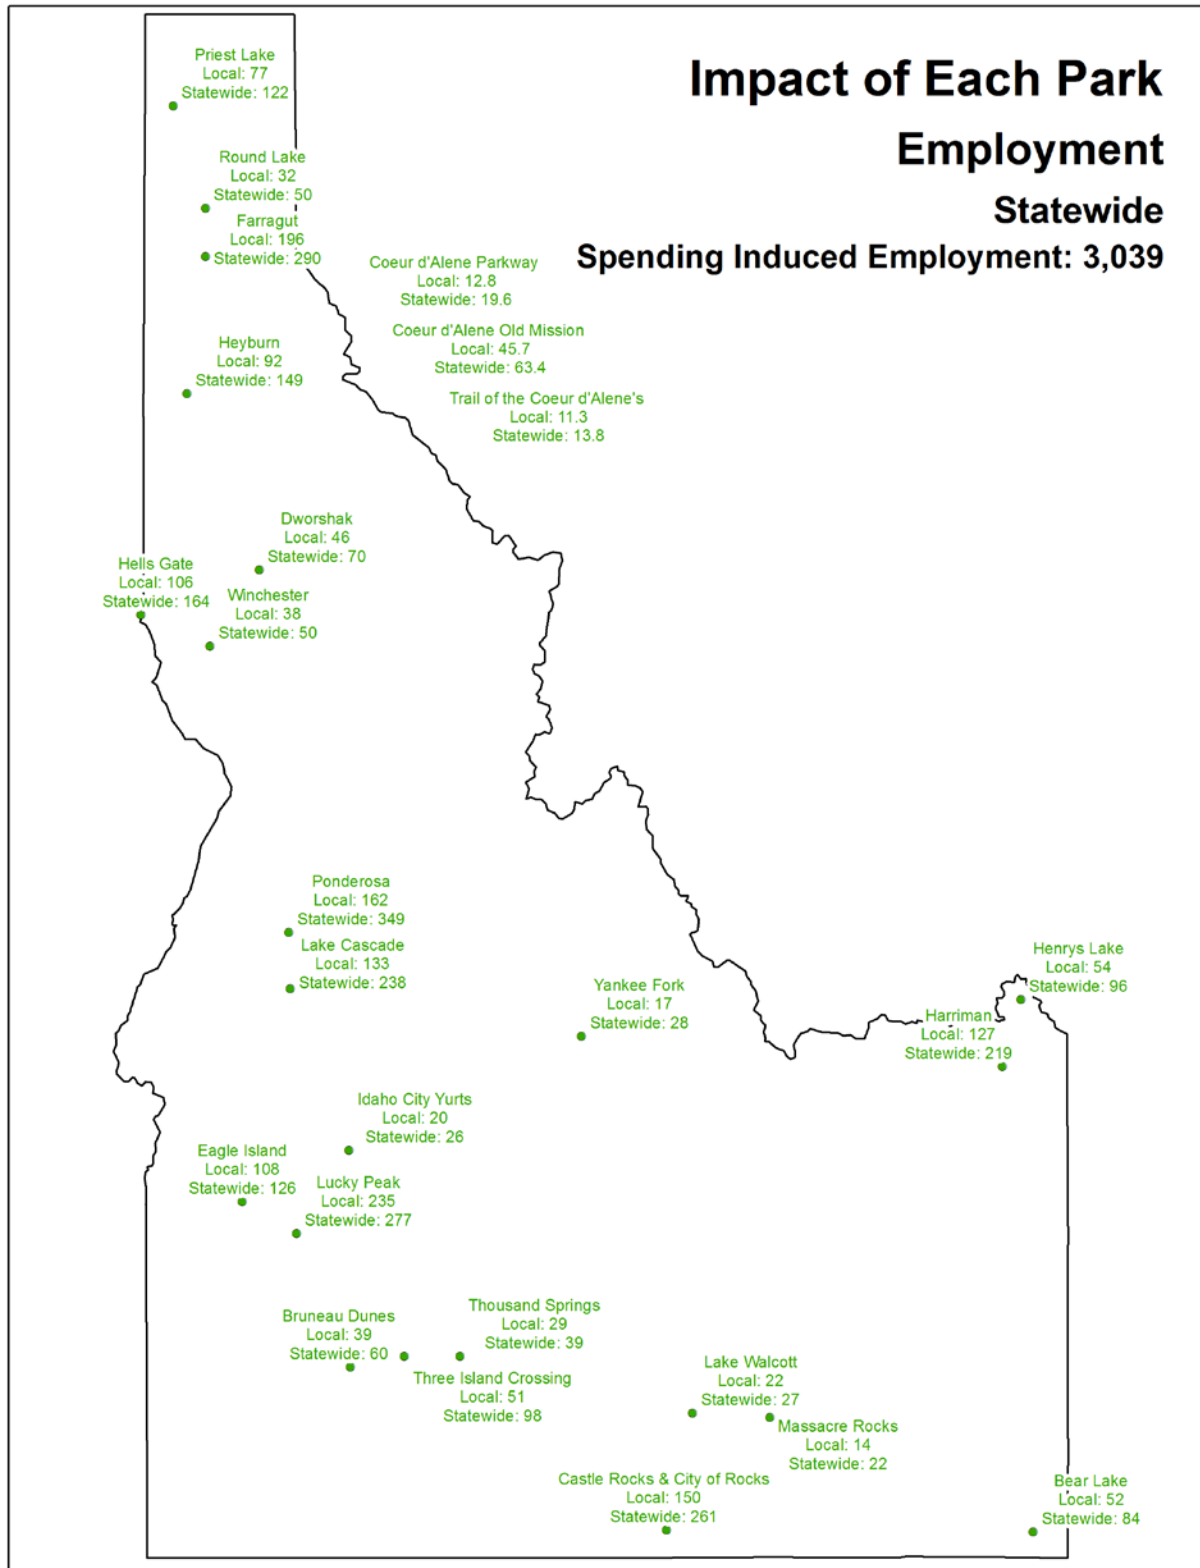 Impact of Each Park
Employment
Statewide
Spending Induced Employment: 3,039
Priest Lake
Local: 77
Statewide: 122
Round Lake
Local: 32
Statewide: 50
Farragut
Local: 196
Statewide: 290
Coeur d'Alene Parkway
Local: 12.8
Statewide: 19.6
Coeur d'Alene Old Mission
Local: 45.7
Statewide: 63.4
Heyburn
Local: 92
Statewide: 149
Trail of the Coeur d'Alene's
Local: 11.3
Statewide: 13.8
Dworshak
Local: 46
Statewide: 70
Hells Gate
Local: 106
Statewide: 164
Winchester
Local: 38
Statewide: 50
Ponderosa
Local: 162
Statewide: 349
Lake Cascade
Local: 133
Statewide: 238
Henrys Lake
Local: 54
Statewide: 96
Yankee Fork
Local: 17
Statewide: 28
Harriman
Local: 127
Statewide: 219
Idaho City Yurts
Local: 20
Statewide: 26
Eagle Island
Local: 108
Statewide: 126
Lucky Peak
Local: 235
Statewide: 277
Thousand Springs
Local: 29
Statewide: 39
Bruneau Dunes
Local: 39
Statewide: 60
Three Island Crossing
Local: 51
Statewide: 98
Lake Walcott
Local: 22
Statewide: 27
Massacre Rocks
Local: 14
Statewide: 22
Castle Rocks & City of Rocks
Local: 150
Statewide: 261
Bear Lake
Local: 52
Statewide: 84